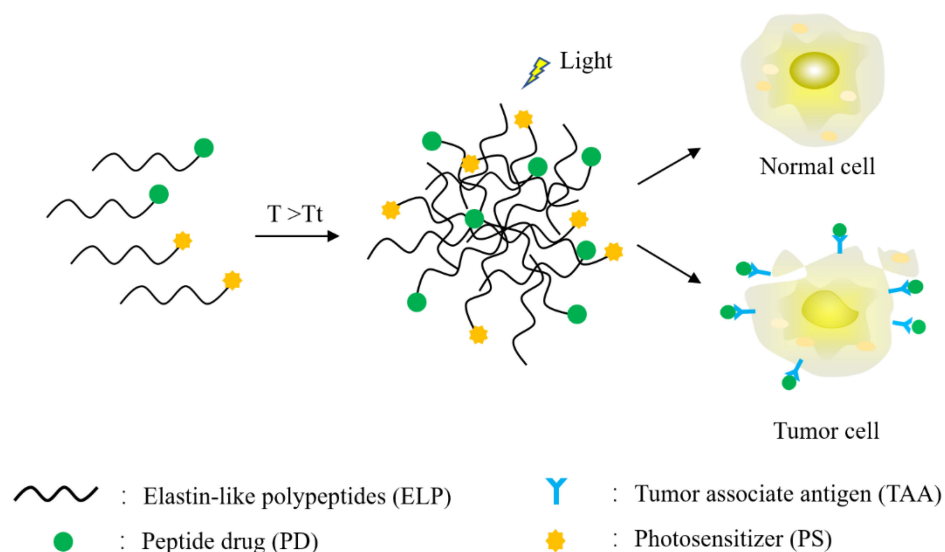 Light
Normal cell
T >Tt
Tumor cell
: Elastin-like polypeptides (ELP)
: Tumor associate antigen (TAA)
: Peptide drug (PD)
: Photosensitizer (PS)